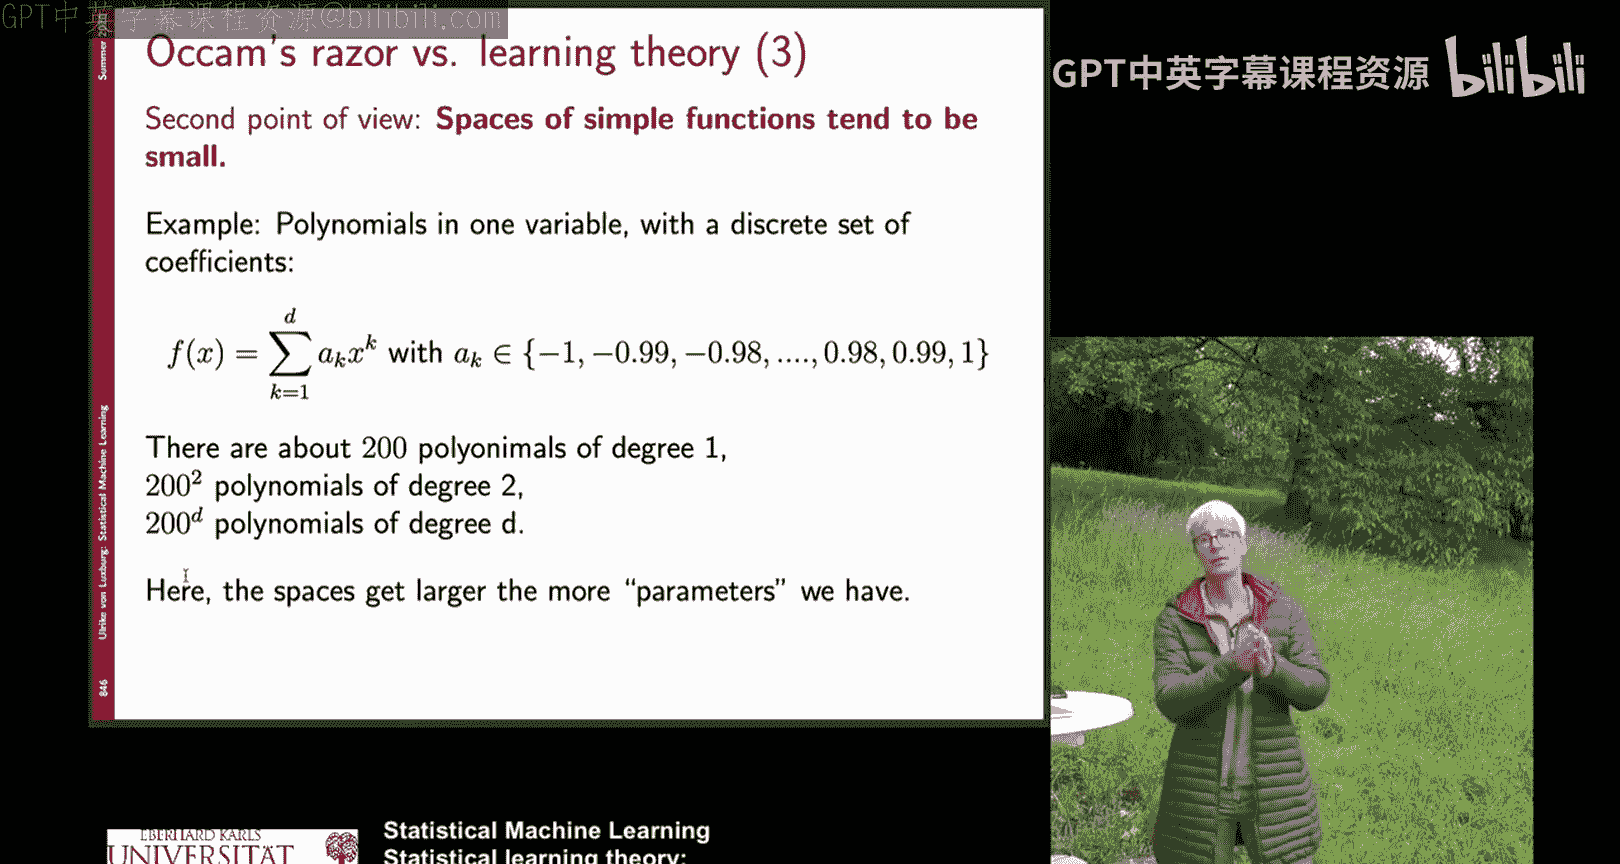 GPT中英字幕课程资源@bilibili.com
GPT中英字幕课程资源 bilibili
Occam's razor vs. learning theory (3)
Second point of view: Spaces of simple functions tend to be
small.
Example: Polynomials in one variable, with a discrete set of
coefficients:
f(x) = ∑_{k=1}^{d} a_k x^k with a_k ∈ {−1, −0.99, −0.98, ...., 0.98, 0.99, 1}
There are about 200 polyonimals of degree 1,
200² polynomials of degree 2,
200^d polynomials of degree d.
Here, the spaces get larger the more “parameters” we have.
Summer
Ulrike von Luxburg: Statistical Machine Learning
846
EBERHARD KARLS
UNIVERSITÄT
Statistical Machine Learning
Statistical learning theory: